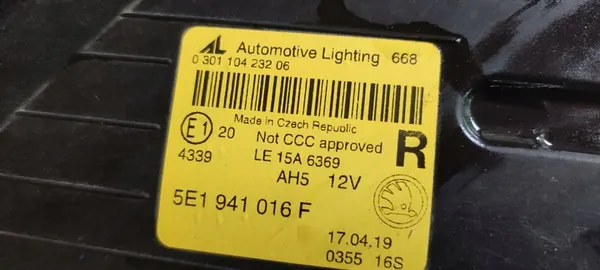 AL Automotive Lighting 668
0 301 104 232 06
Made in Czech Republic
E1 20 Not CCC approved R
4339 LE 15A 6369
AH5 12V
5E1 941 016 F
17.04.19
0355 16S